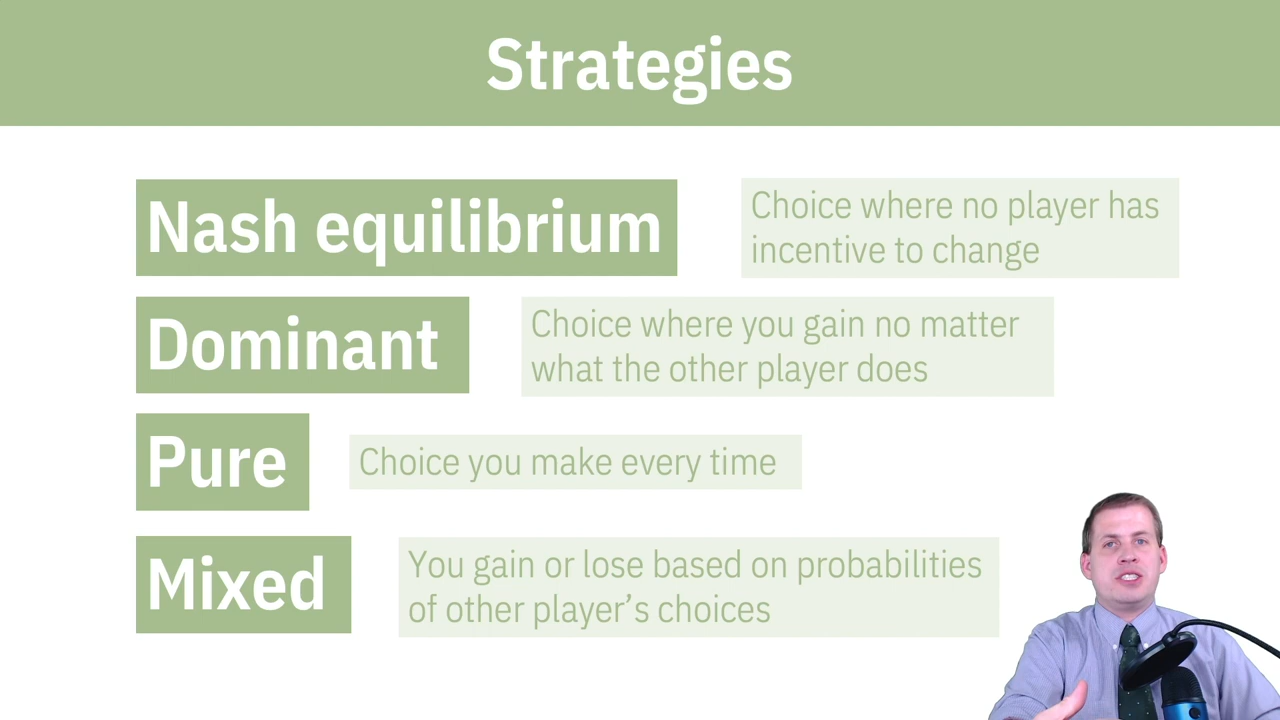 Strategies
Nash equilibrium
Choice where no player has
incentive to change
Dominant
Choice where you gain no matter
what the other player does
Pure
Choice you make every time
Mixed
You gain or lose based on probabilities
of other player’s choices